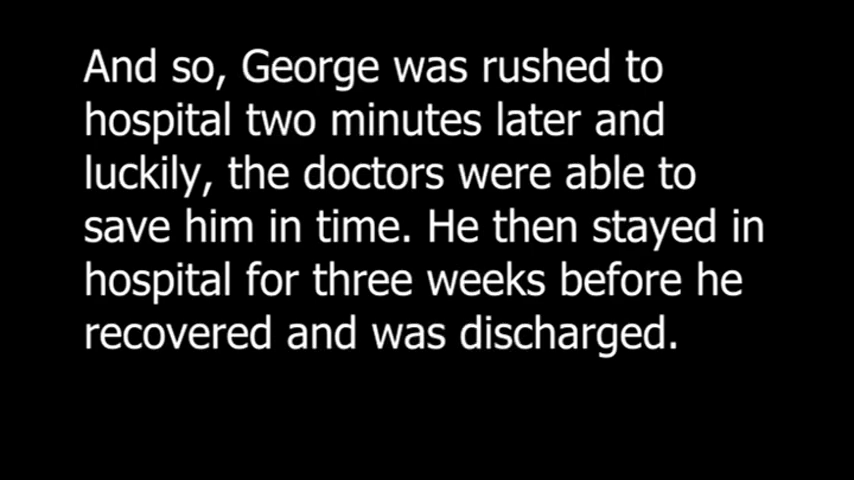 And so, George was rushed to
hospital two minutes later and
luckily, the doctors were able to
save him in time. He then stayed in
hospital for three weeks before he
recovered and was discharged.